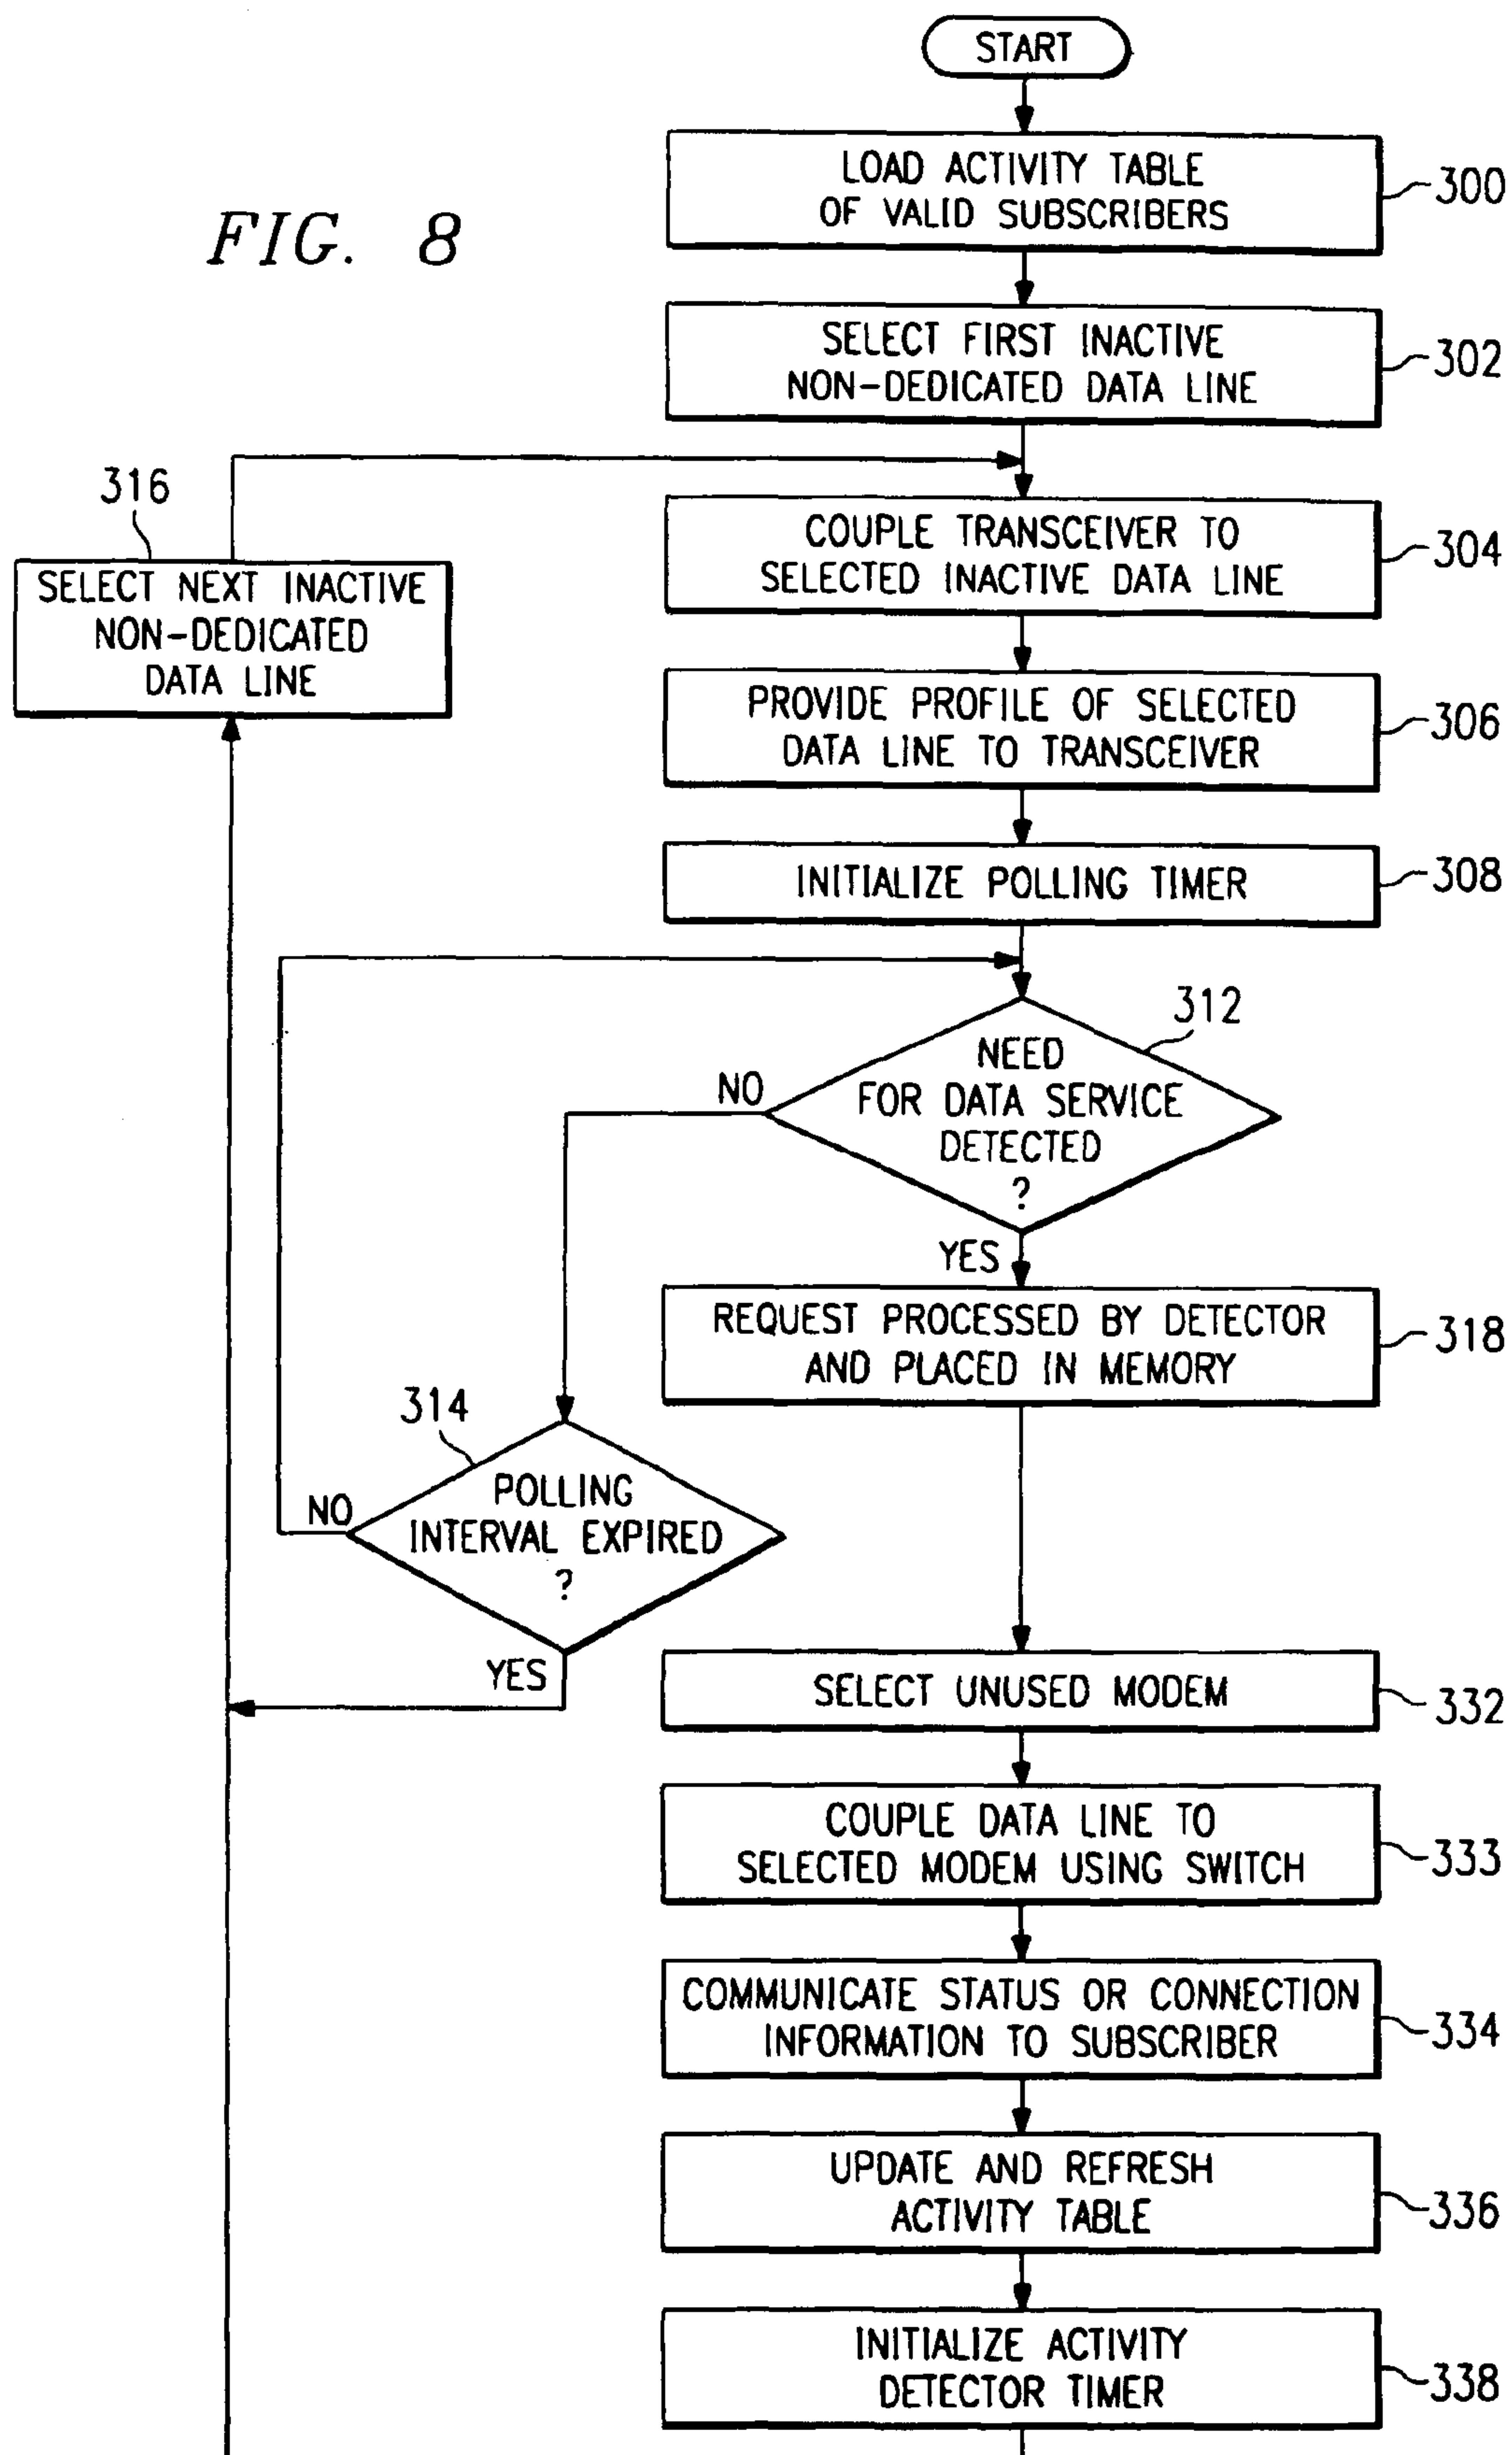 START
FIG. 8
LOAD ACTIVITY TABLE
OF VALID SUBSCRIBERS
300
SELECT FIRST INACTIVE
NON-DEDICATED DATA LINE
302
316
SELECT NEXT INACTIVE
NON-DEDICATED
DATA LINE
COUPLE TRANSCEIVER TO
SELECTED INACTIVE DATA LINE
304
PROVIDE PROFILE OF SELECTED
DATA LINE TO TRANSCEIVER
306
INITIALIZE POLLING TIMER
308
312
NEED
FOR DATA SERVICE
DETECTED
?
NO
YES
REQUEST PROCESSED BY DETECTOR
AND PLACED IN MEMORY
318
314
POLLING
INTERVAL EXPIRED
?
NO
YES
SELECT UNUSED MODEM
332
COUPLE DATA LINE TO
SELECTED MODEM USING SWITCH
333
COMMUNICATE STATUS OR CONNECTION
INFORMATION TO SUBSCRIBER
334
UPDATE AND REFRESH
ACTIVITY TABLE
336
INITIALIZE ACTIVITY
DETECTOR TIMER
338